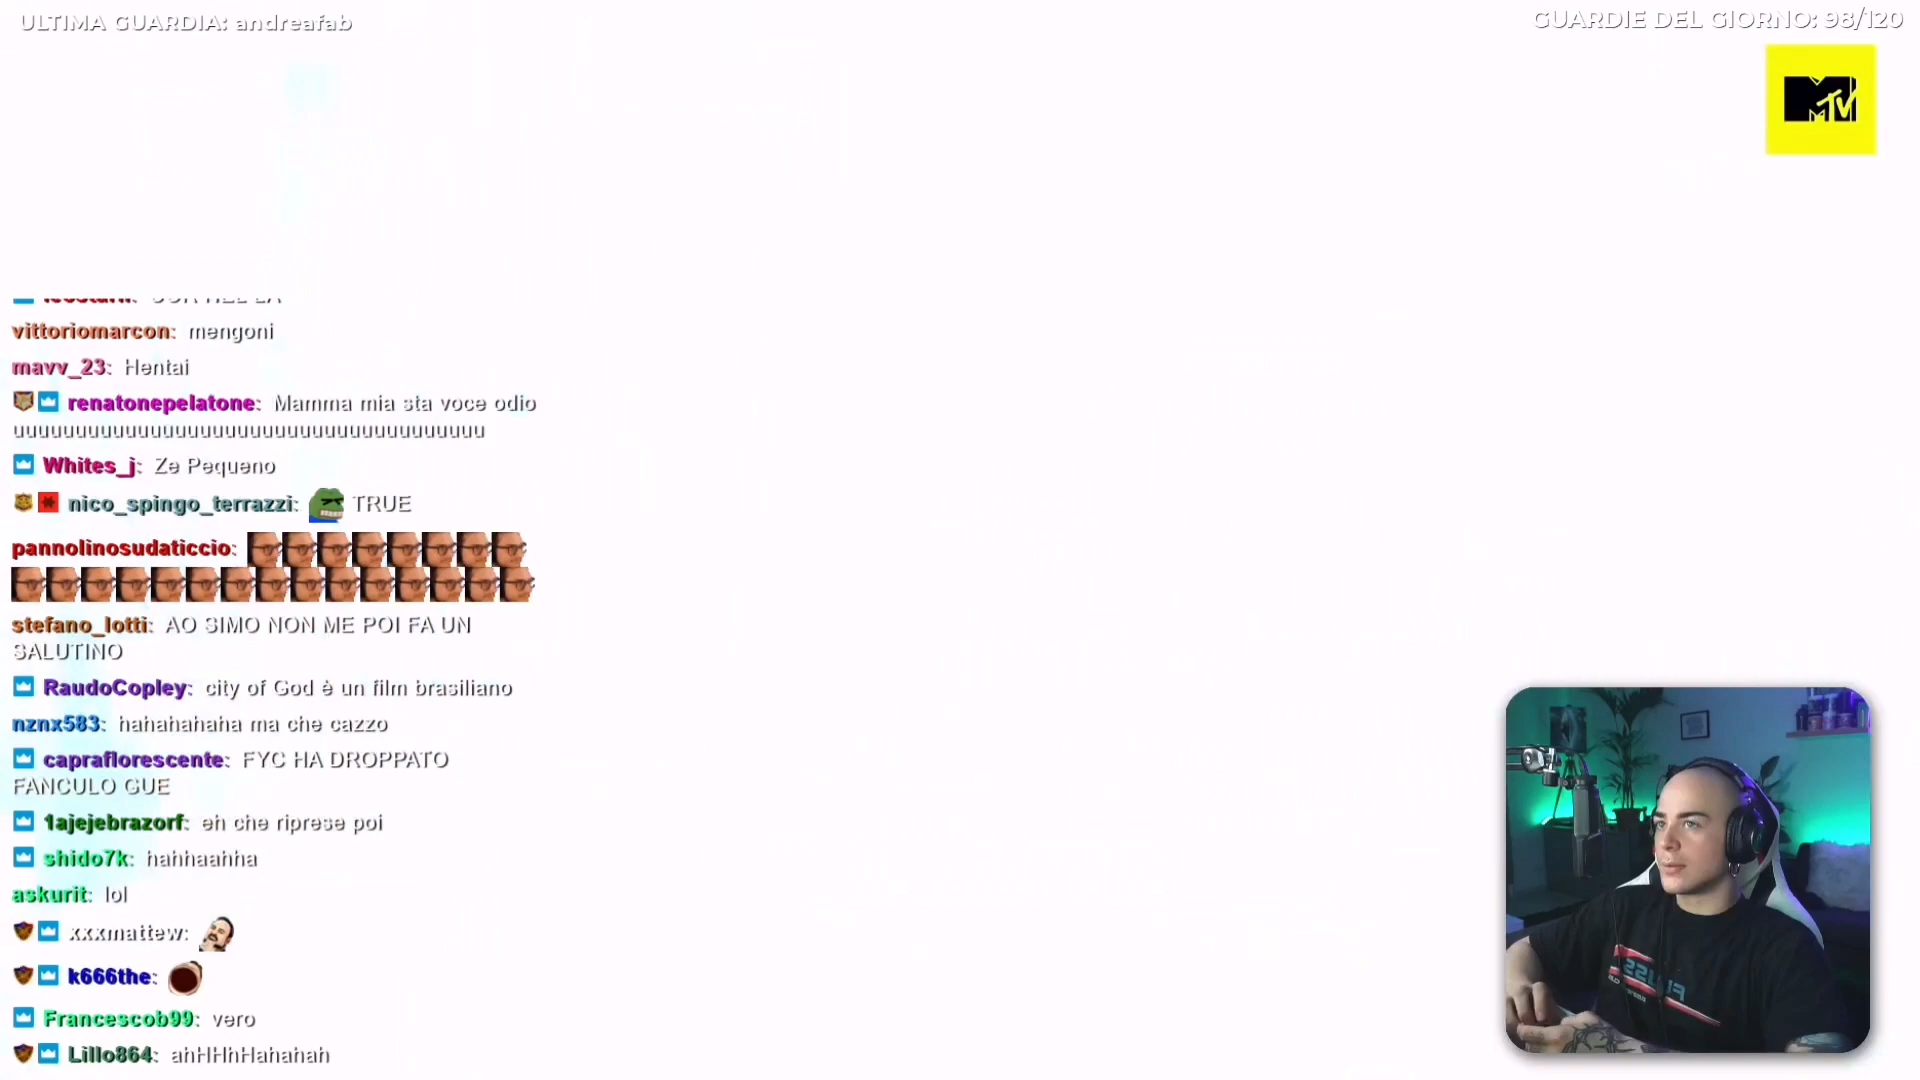 ULTIMA GUARDIA: andreafab
GUARDIE DEL GIORNO: 98/120
MTV
vittoriomarcon: mengoni
mavv_23: Hentai
renatonepelatone: Mamma mia sta voce odio
uuuuuuuuuuuuuuuuuuuuuuuuuuuuuuuuuuuuuu
Whites_j: Ze Pequeno
nico_spingo_terrazzi: TRUE
pannolinosudaticcio:
stefano_lotti: AO SIMO NON ME POI FA UN
SALUTINO
RaudoCopley: city of God è un film brasiliano
nznx583: hahahahaha ma che cazzo
capraflorescente: FYC HA DROPPATO
FANCULO GUE
1ajejebrazorf: eh che riprese poi
shido7k: hahhaahha
askurit: lol
xxxmattew:
k666the:
Francescob99: vero
Lillo864: ahHHhHahahah